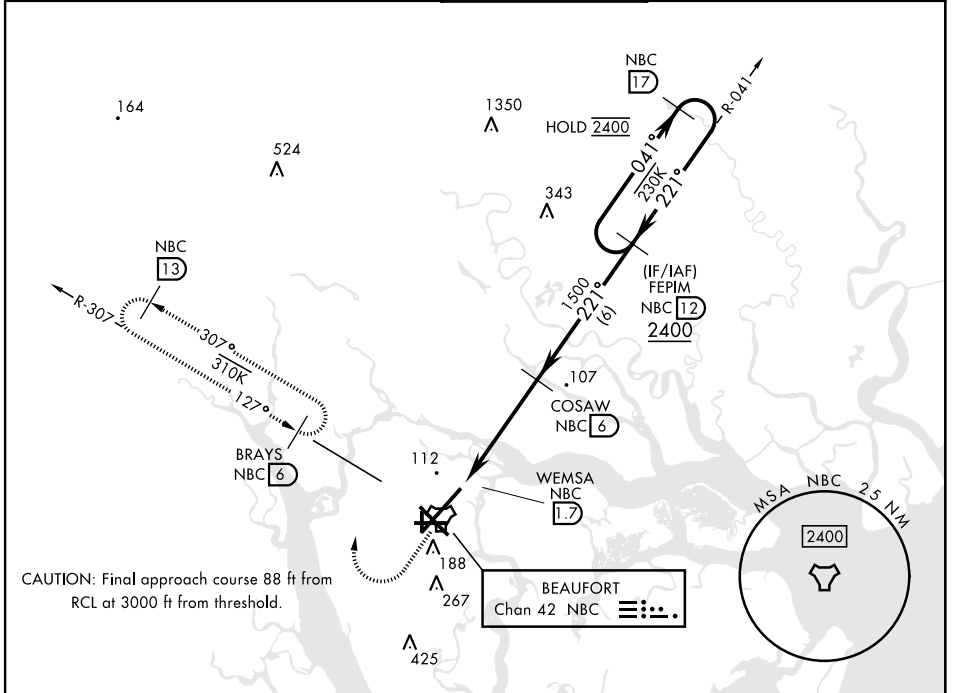 164
1350
524
343
NBC
17
R-041
HOLD 2400
041°
230K
221°
NBC
13
R-307
307°
310K
127°
BRAYS
NBC 6
(IF/IAF)
FEPIM
NBC 12
2400
1500
221°
(6)
107
COSAW
NBC 6
112
WEMSA
NBC
1.7
188
267
425
CAUTION: Final approach course 88 ft from
RCL at 3000 ft from threshold.
BEAUFORT
Chan 42 NBC
MSA NBC 25 NM
2400